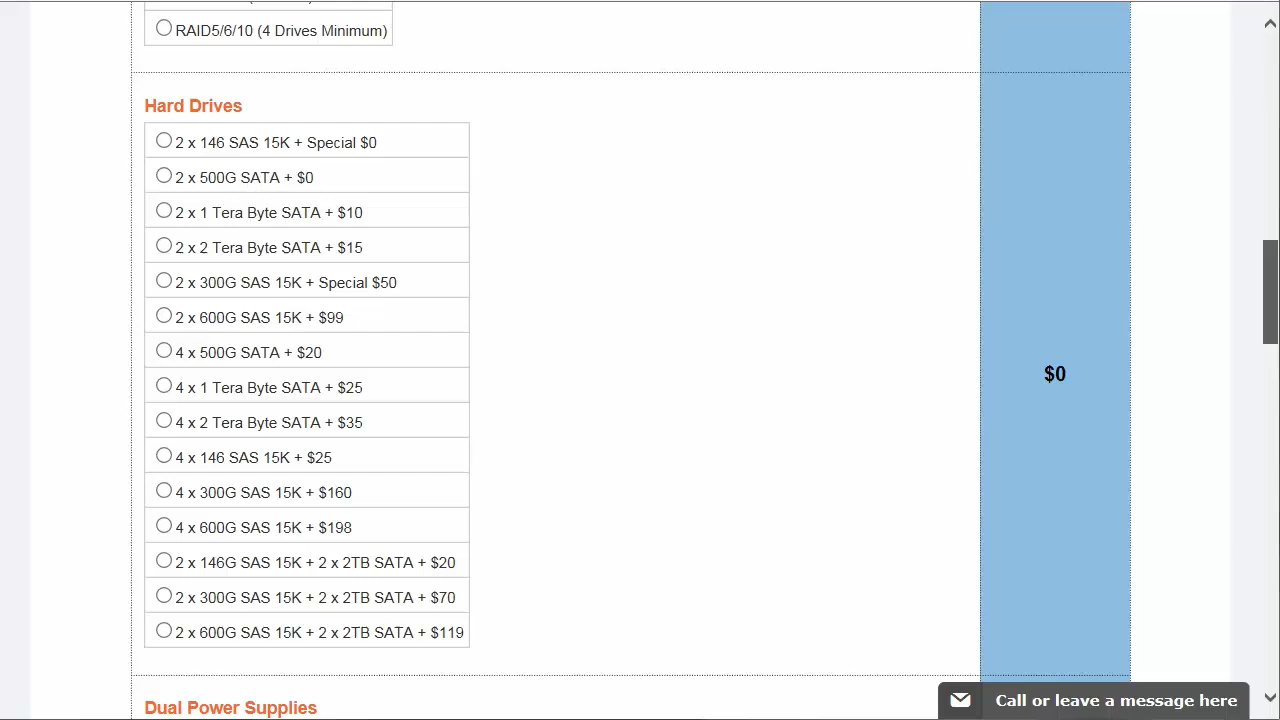 RAID5/6/10 (4 Drives Minimum)
Hard Drives
2 x 146 SAS 15K + Special $0
2 x 500G SATA + $0
2 x 1 Tera Byte SATA + $10
2 x 2 Tera Byte SATA + $15
2 x 300G SAS 15K + Special $50
2 x 600G SAS 15K + $99
4 x 500G SATA + $20
4 x 1 Tera Byte SATA + $25
4 x 2 Tera Byte SATA + $35
4 x 146 SAS 15K + $25
4 x 300G SAS 15K + $160
4 x 600G SAS 15K + $198
2 x 146G SAS 15K + 2 x 2TB SATA + $20
2 x 300G SAS 15K + 2 x 2TB SATA + $70
2 x 600G SAS 15K + 2 x 2TB SATA + $119
$0
Dual Power Supplies
Call or leave a message here